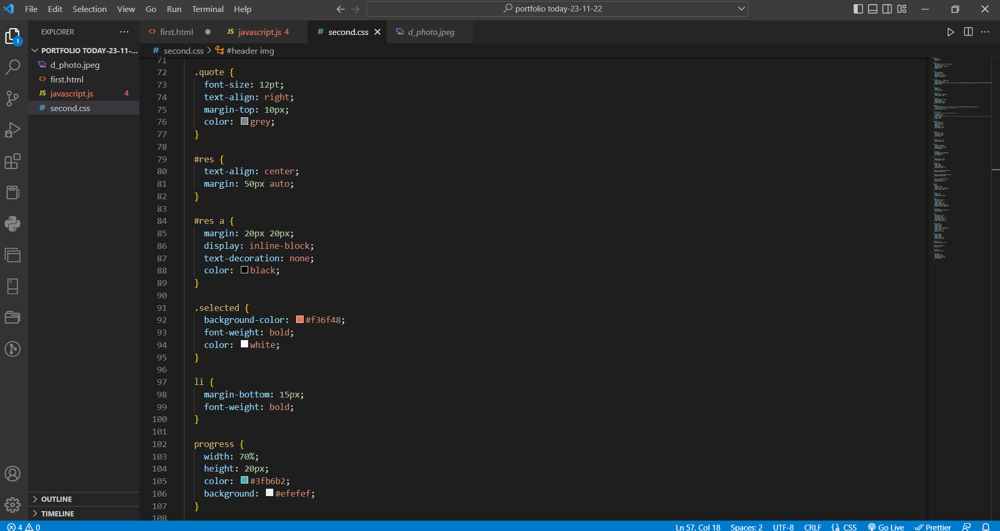 File Edit Selection View Go Run Terminal Help
portfolio today-23-11-22
1
EXPLORER
PORTFOLIO TODAY-23-11-...
d_photo.jpeg
first.html
JS javascript.js 4
# second.css
OUTLINE
TIMELINE
first.html JS javascript.js 4 # second.css d_photo.jpeg
# second.css > #header img
71
72 .quote {
73 font-size: 12pt;
74 text-align: right;
75 margin-top: 10px;
76 color: grey;
77 }
78
79 #res {
80 text-align: center;
81 margin: 50px auto;
82 }
83
84 #res a {
85 margin: 20px 20px;
86 display: inline-block;
87 text-decoration: none;
88 color: black;
89 }
90
91 .selected {
92 background-color: #f36f48;
93 font-weight: bold;
94 color: white;
95 }
96
97 li {
98 margin-bottom: 15px;
99 font-weight: bold;
100 }
101
102 progress {
103 width: 70%;
104 height: 20px;
105 color: #3fb6b2;
106 background: #efefef;
107 }
108
4 0 Ln 57, Col 18 Spaces: 2 UTF-8 CRLF CSS Go Live Prettier